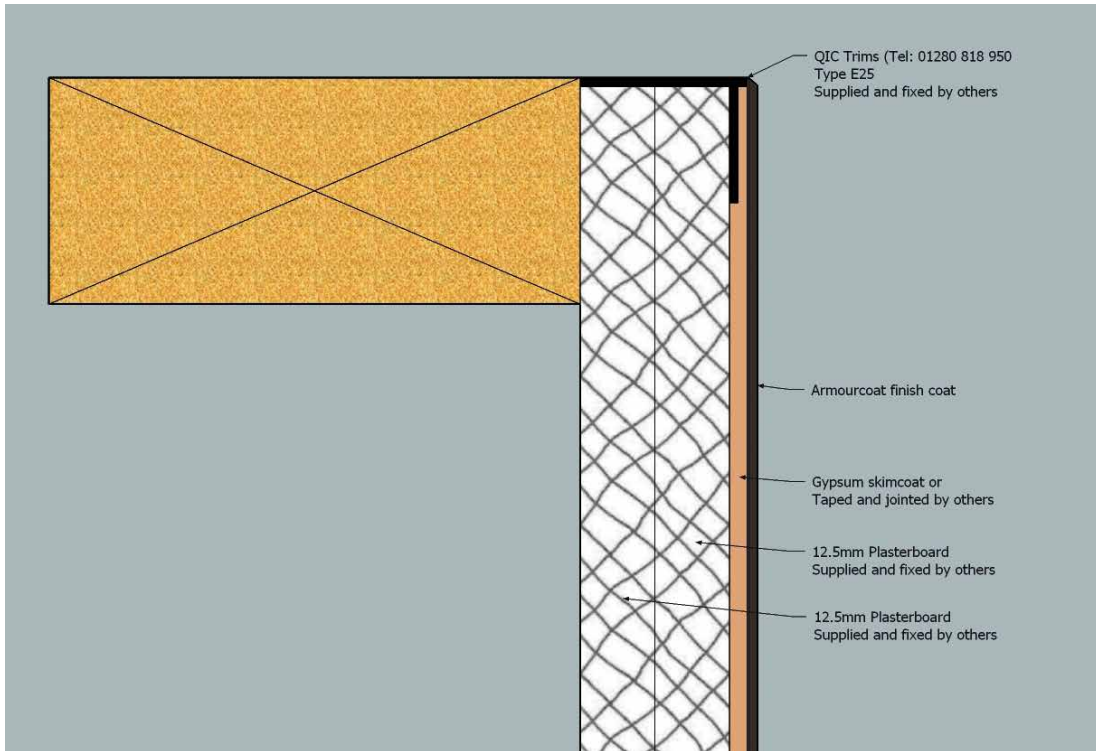 QIC Trims (Tel: 01280 818 950
Type E25
Supplied and fixed by others
Armourcoat finish coat
Gypsum skimcoat or
Taped and jointed by others
12.5mm Plasterboard
Supplied and fixed by others
12.5mm Plasterboard
Supplied and fixed by others